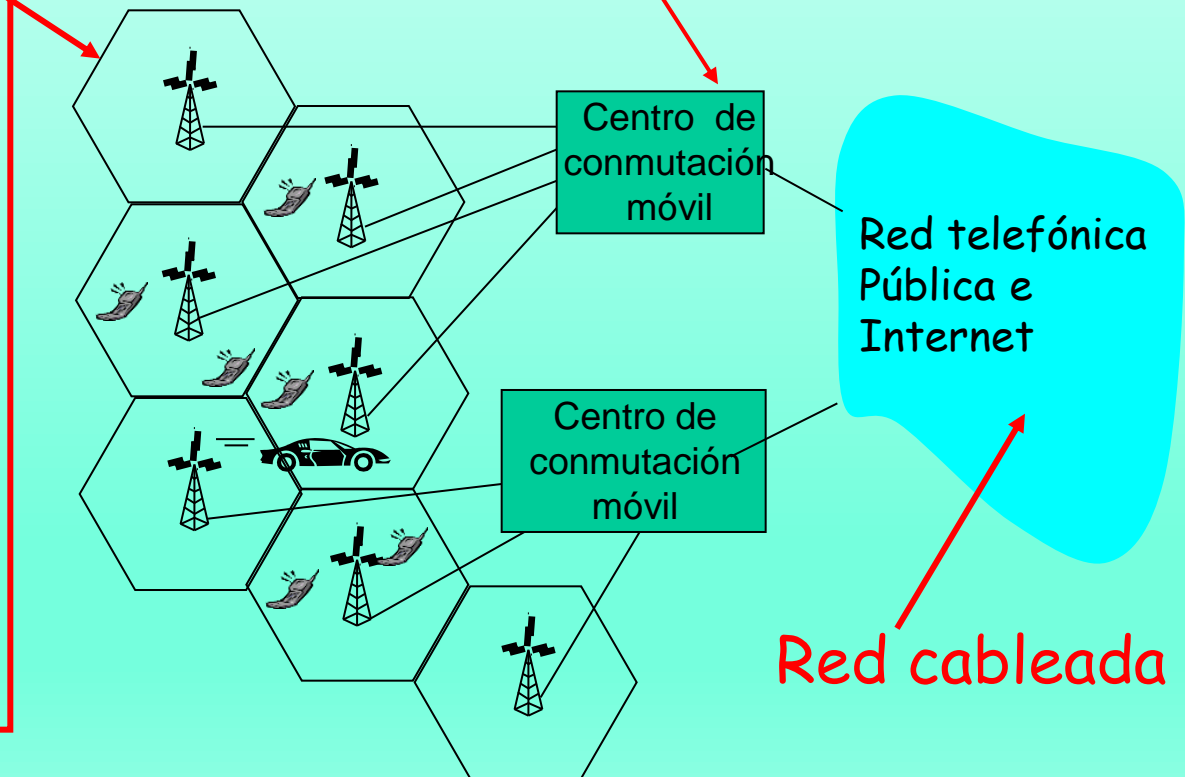 Centro de
conmutación
móvil
Red telefónica
Pública e
Internet
Centro de
conmutación
móvil
Red cableada